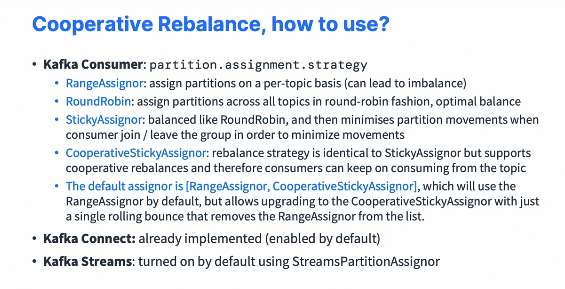 Cooperative Rebalance, how to use?
• Kafka Consumer: partition.assignment.strategy
• RangeAssignor: assign partitions on a per-topic basis (can lead to imbalance)
• RoundRobin: assign partitions across all topics in round-robin fashion, optimal balance
• StickyAssignor: balanced like RoundRobin, and then minimises partition movements when
consumer join / leave the group in order to minimize movements
• CooperativeStickyAssignor: rebalance strategy is identical to StickyAssignor but supports
cooperative rebalances and therefore consumers can keep on consuming from the topic
• The default assignor is [RangeAssignor, CooperativeStickyAssignor], which will use the
RangeAssignor by default, but allows upgrading to the CooperativeStickyAssignor with just
a single rolling bounce that removes the RangeAssignor from the list.
• Kafka Connect: already implemented (enabled by default)
• Kafka Streams: turned on by default using StreamsPartitionAssignor